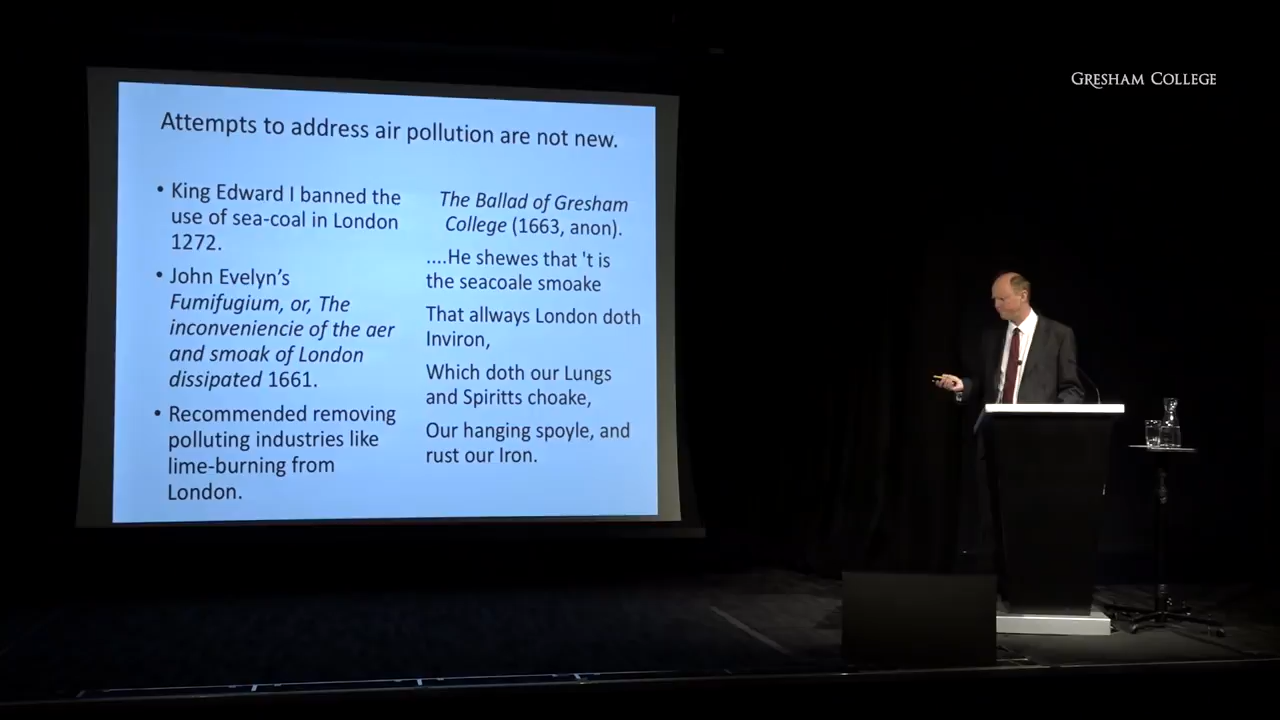 GRESHAM COLLEGE
Attempts to address air pollution are not new.
• King Edward I banned the
use of sea-coal in London
1272.
• John Evelyn's
Fumifugium, or, The
inconveniencie of the aer
and smoak of London
dissipated 1661.
• Recommended removing
polluting industries like
lime-burning from
London.
The Ballad of Gresham
College (1663, anon).
....He shewes that 't is
the seacoale smoake
That allways London doth
Inviron,
Which doth our Lungs
and Spiritts choake,
Our hanging spoyle, and
rust our Iron.